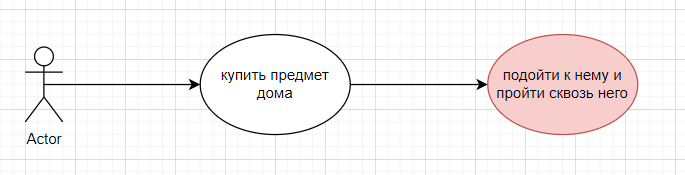 купить предмет
дома
подойти к нему и
пройти сквозь него
Actor